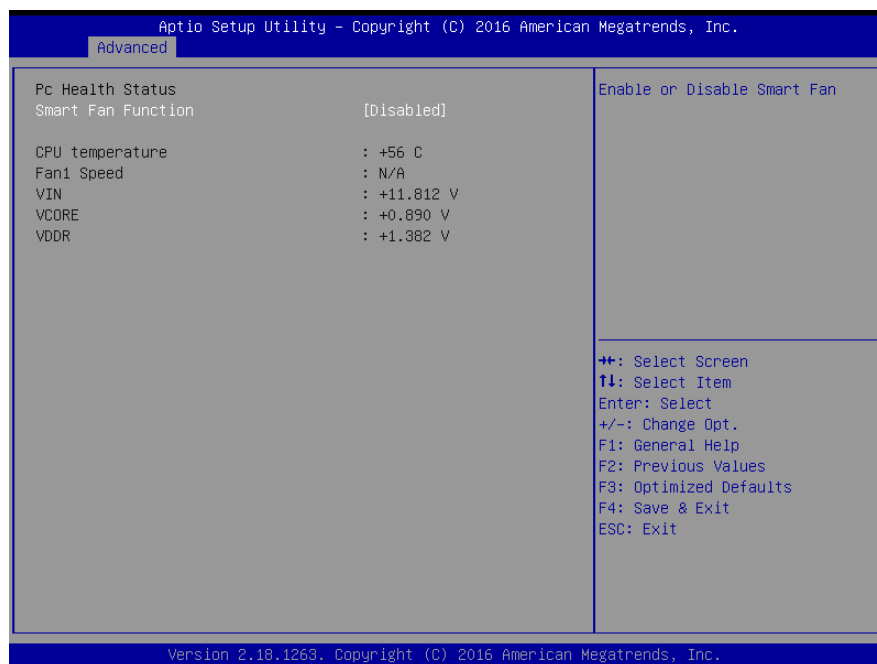 Aptio Setup Utility – Copyright (C) 2016 American Megatrends, Inc.
Advanced
Pc Health Status
Smart Fan Function [Disabled]
CPU temperature : +56 C
Fan1 Speed : N/A
VIN : +11.812 V
VCORE : +0.890 V
VDDR : +1.382 V
Enable or Disable Smart Fan
→←: Select Screen
↑↓: Select Item
Enter: Select
+/-: Change Opt.
F1: General Help
F2: Previous Values
F3: Optimized Defaults
F4: Save & Exit
ESC: Exit
Version 2.18.1263. Copyright (C) 2016 American Megatrends, Inc.